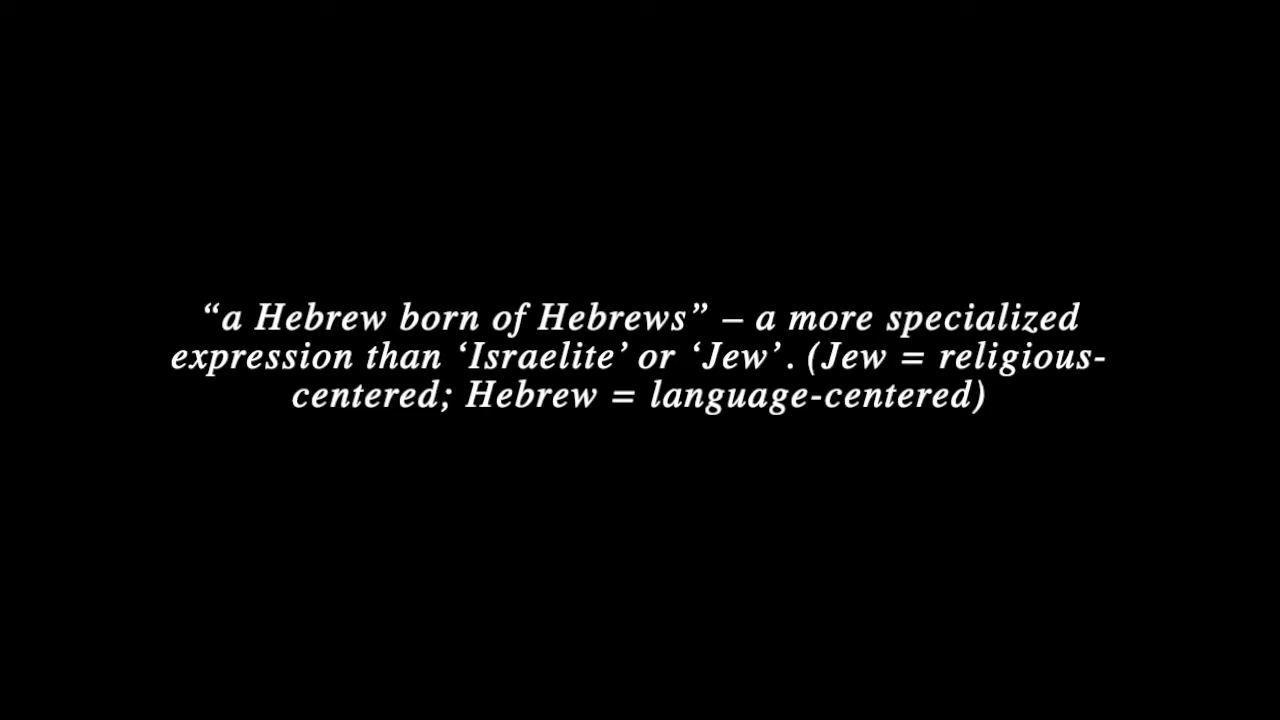 “a Hebrew born of Hebrews” – a more specialized
expression than ‘Israelite’ or ‘Jew’. (Jew = religious-
centered; Hebrew = language-centered)